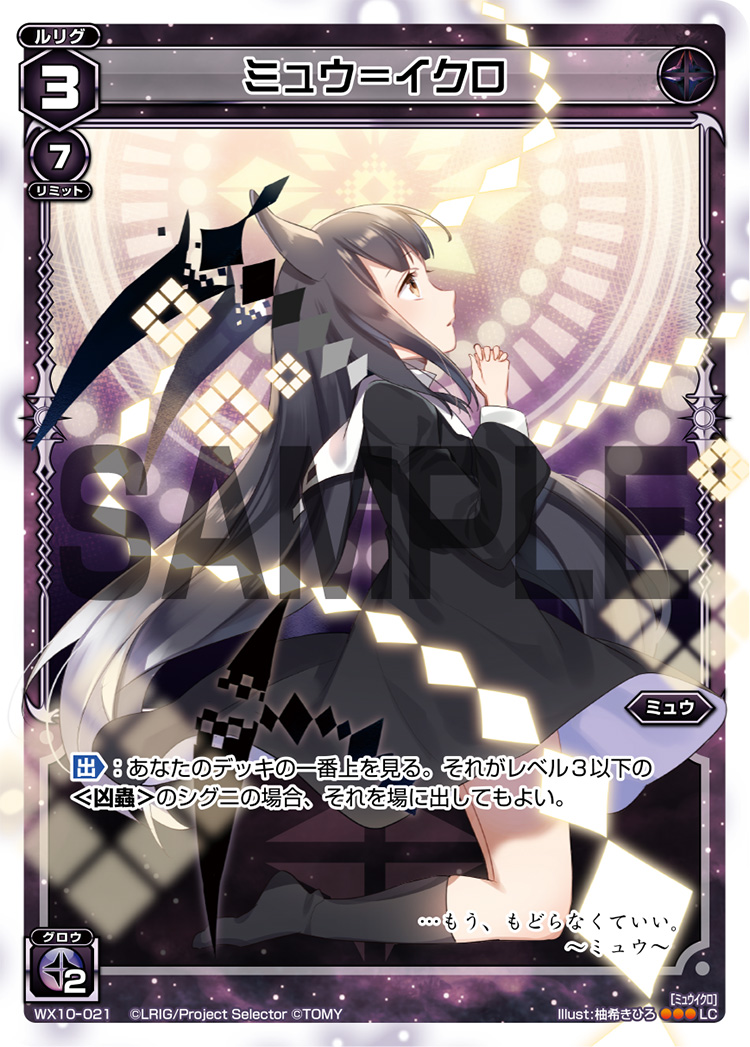 ルリグ
3
ミュウ=イクロ
7
リミット
SAMPLE
ミュウ
出:あなたのデッキの一番上を見る。それがレベル3以下の
<凶蟲>のシグニの場合、それを場に出してもよい。
…もう、もどらなくていい。
~ミュウ~
グロウ
2
[ミュウイクロ]
WX10-021 ©LRIG/Project Selector ©TOMY Illust:柚希きひろ LC